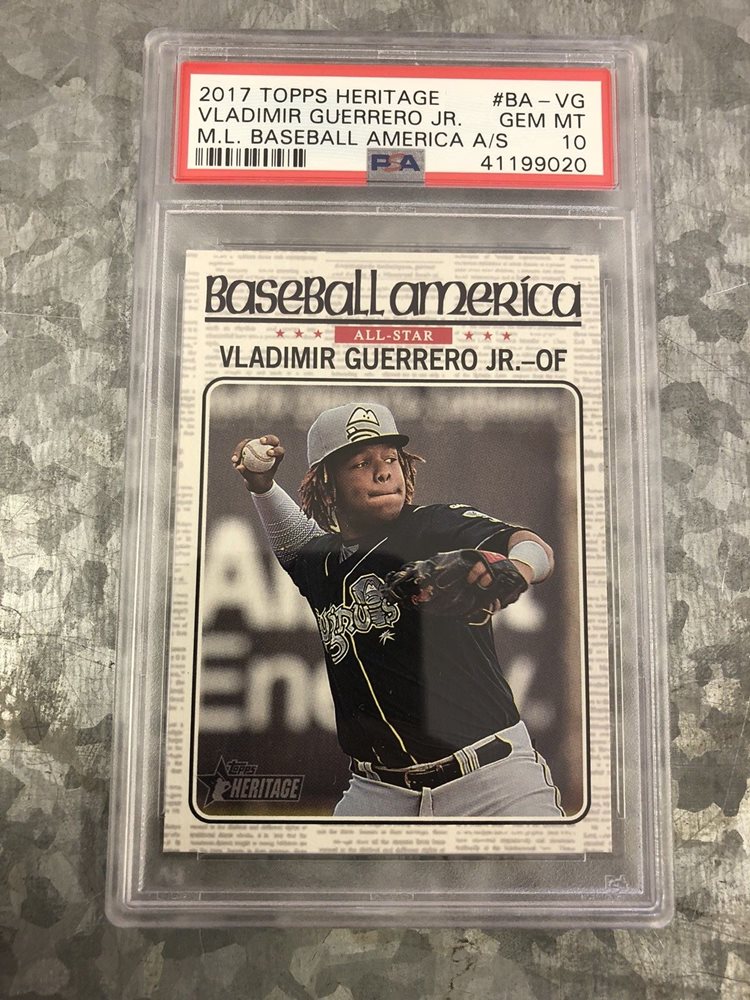 2017 TOPPS HERITAGE #BA-VG
VLADIMIR GUERRERO JR. GEM MT
M.L. BASEBALL AMERICA A/S 10
PSA 41199020
BaseBall america
ALL-STAR
VLADIMIR GUERRERO JR.-OF
Topps
HERITAGE